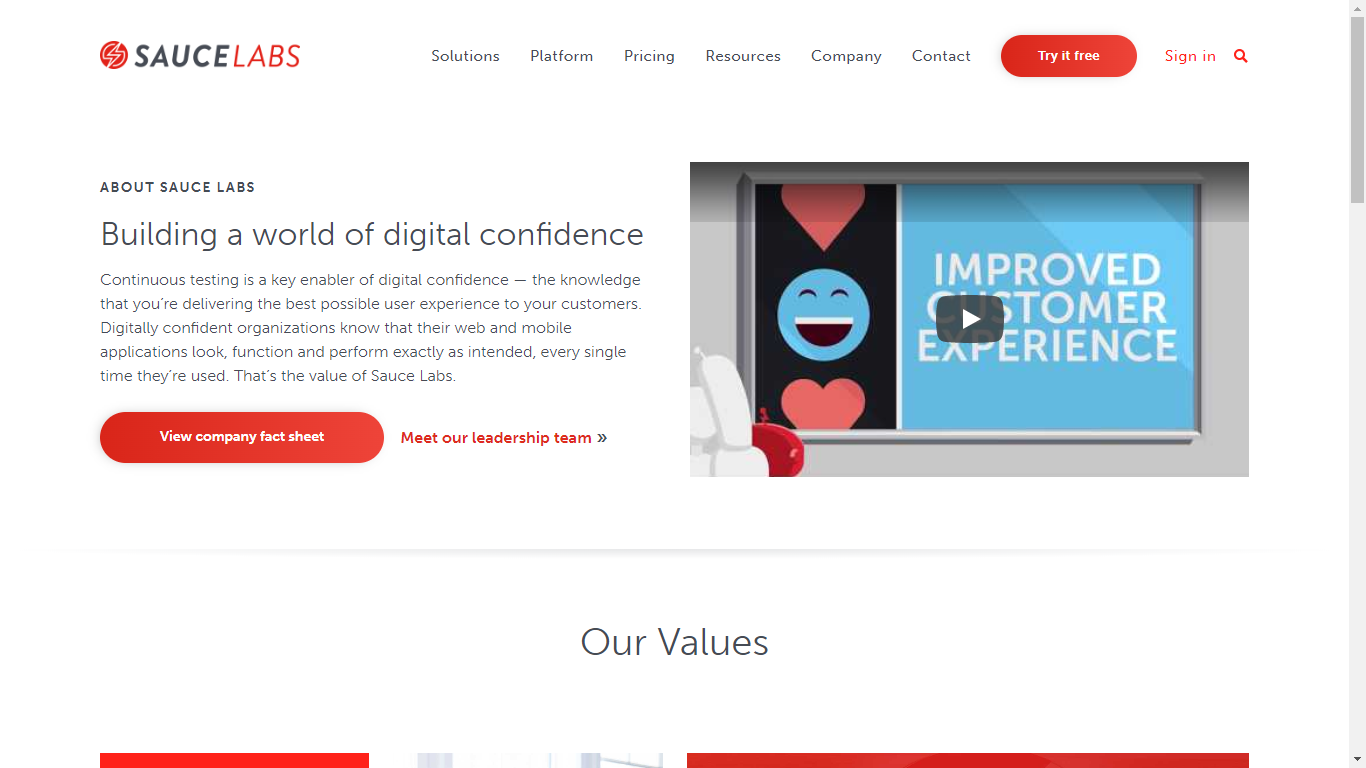 SAUCE LABS
Solutions
Platform
Pricing
Resources
Company
Contact
Try it free
Sign in
ABOUT SAUCE LABS
Building a world of digital confidence
Continuous testing is a key enabler of digital confidence — the knowledge
that you’re delivering the best possible user experience to your customers.
Digitally confident organizations know that their web and mobile
applications look, function and perform exactly as intended, every single
time they’re used. That’s the value of Sauce Labs.
View company fact sheet
Meet our leadership team »
IMPROVED
CUSTOMER
EXPERIENCE
Our Values